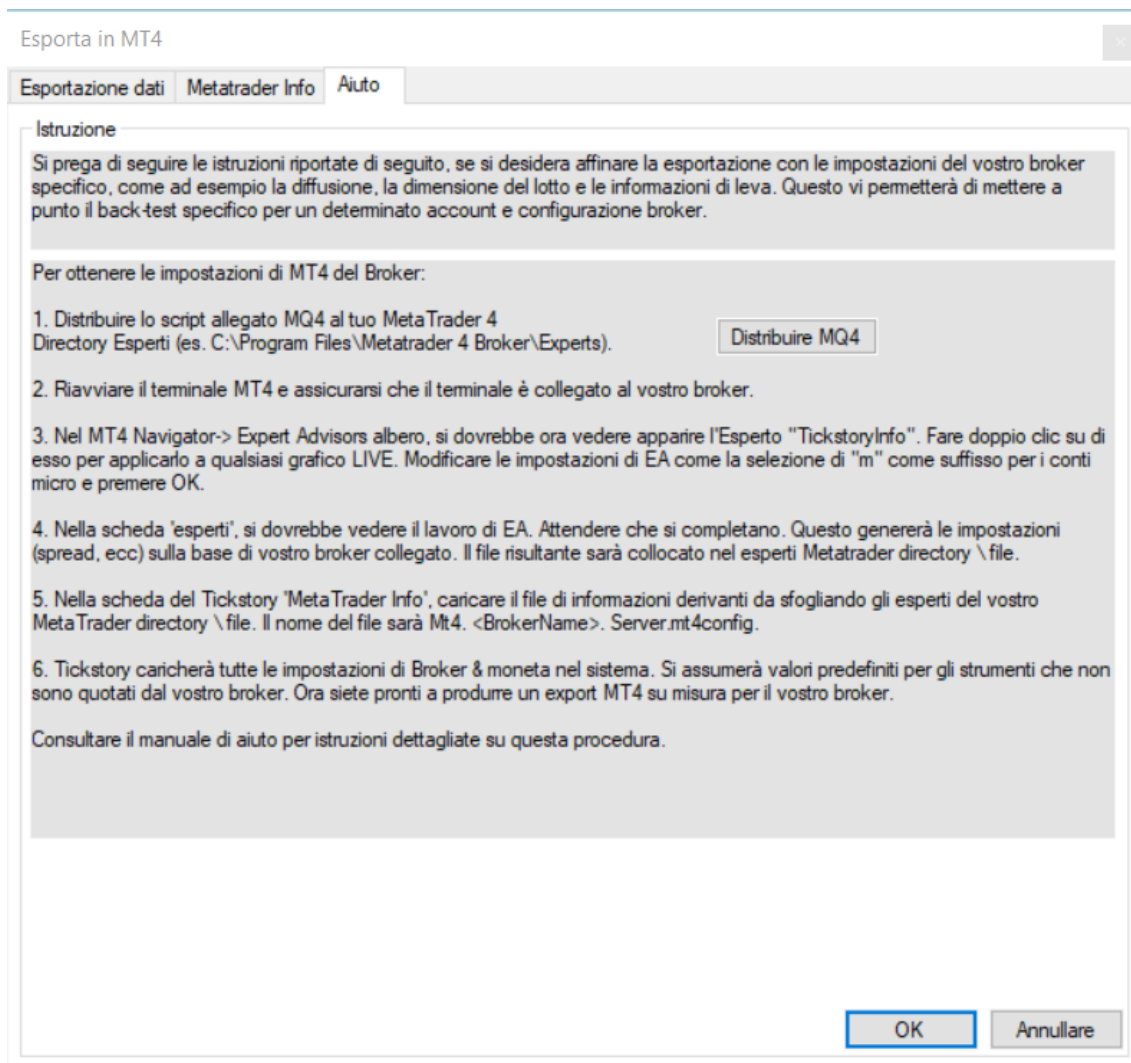 Esporta in MT4
Esportazione dati
Metatrader Info
Aiuto
Istruzione
Si prega di seguire le istruzioni riportate di seguito, se si desidera affinare la esportazione con le impostazioni del vostro broker
specifico, come ad esempio la diffusione, la dimensione del lotto e le informazioni di leva. Questo vi permetterà di mettere a
punto il back-test specifico per un determinato account e configurazione broker.
Per ottenere le impostazioni di MT4 del Broker:
1. Distribuire lo script allegato MQ4 al tuo MetaTrader 4
Directory Esperti (es. C:\Program Files\Metatrader 4 Broker\Experts).
Distribuire MQ4
2. Riavviare il terminale MT4 e assicurarsi che il terminale è collegato al vostro broker.
3. Nel MT4 Navigator-> Expert Advisors albero, si dovrebbe ora vedere apparire l'Esperto "TickstoryInfo". Fare doppio clic su di
esso per applicarlo a qualsiasi grafico LIVE. Modificare le impostazioni di EA come la selezione di "m" come suffisso per i conti
micro e premere OK.
4. Nella scheda 'esperti', si dovrebbe vedere il lavoro di EA. Attendere che si completano. Questo genererà le impostazioni
(spread, ecc) sulla base di vostro broker collegato. Il file risultante sarà collocato nel esperti Metatrader directory \ file.
5. Nella scheda del Tickstory 'MetaTrader Info', caricare il file di informazioni derivanti da sfogliando gli esperti del vostro
MetaTrader directory \ file. Il nome del file sarà Mt4. <BrokerName>. Server.mt4config.
6. Tickstory caricherà tutte le impostazioni di Broker & moneta nel sistema. Si assumerà valori predefiniti per gli strumenti che non
sono quotati dal vostro broker. Ora siete pronti a produrre un export MT4 su misura per il vostro broker.
Consultare il manuale di aiuto per istruzioni dettagliate su questa procedura.
OK
Annullare